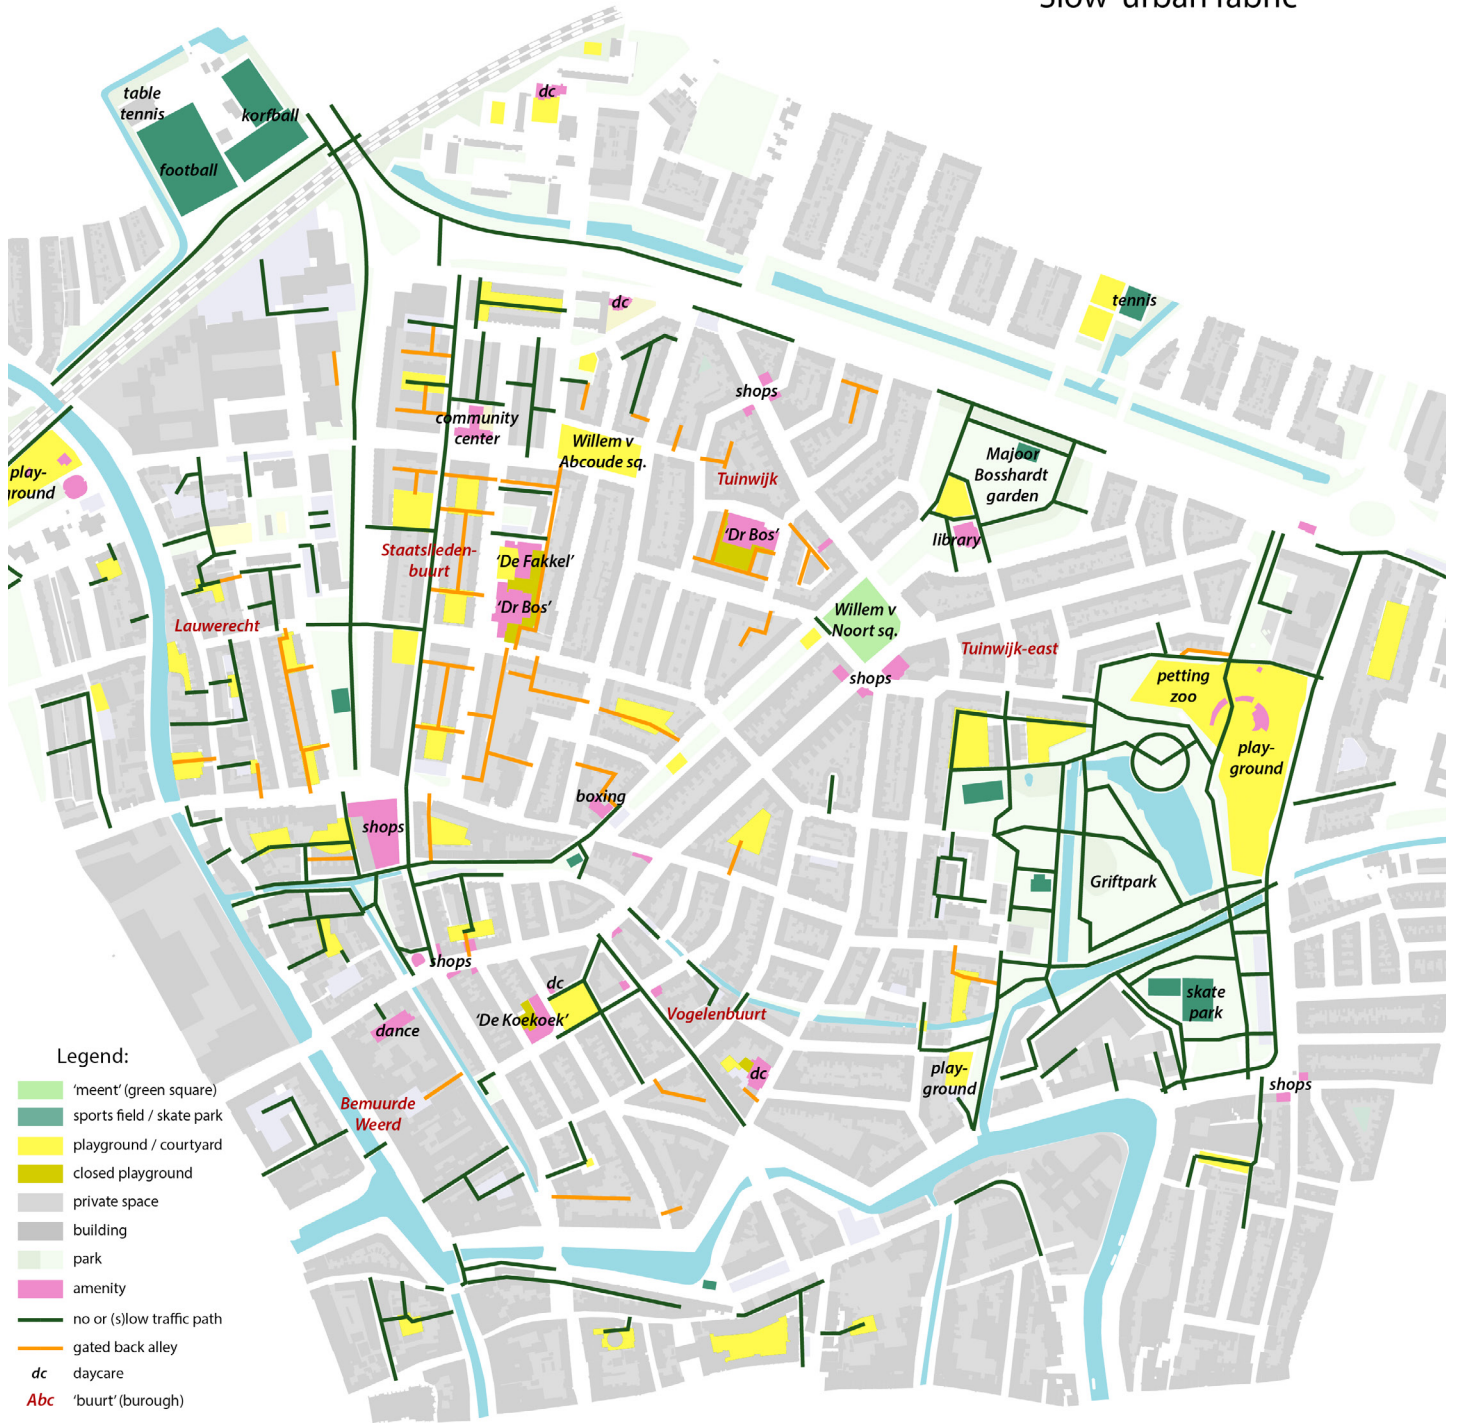 'Slow' urban fabric
table
tennis
korfball
football
dc
tennis
dc
shops
community
center
Willem v
Abcoude sq.
Majoor
Bosshardt
garden
play-
ground
Tuinwijk
'Dr Bos'
library
Staatslieden-
buurt
'De Fakkel'
'Dr Bos'
Willem v
Noort sq.
Lauwerecht
Tuinwijk-east
shops
petting
zoo
play-
ground
boxing
shops
Griftpark
shops
dc
'De Koekoek'
Vogelenbuurt
skate
park
dance
dc
play-
ground
shops
Bemuurde
Weerd
Legend:
'meent' (green square)
sports field / skate park
playground / courtyard
closed playground
private space
building
park
amenity
no or (s)low traffic path
gated back alley
dc daycare
Abc 'buurt' (burough)